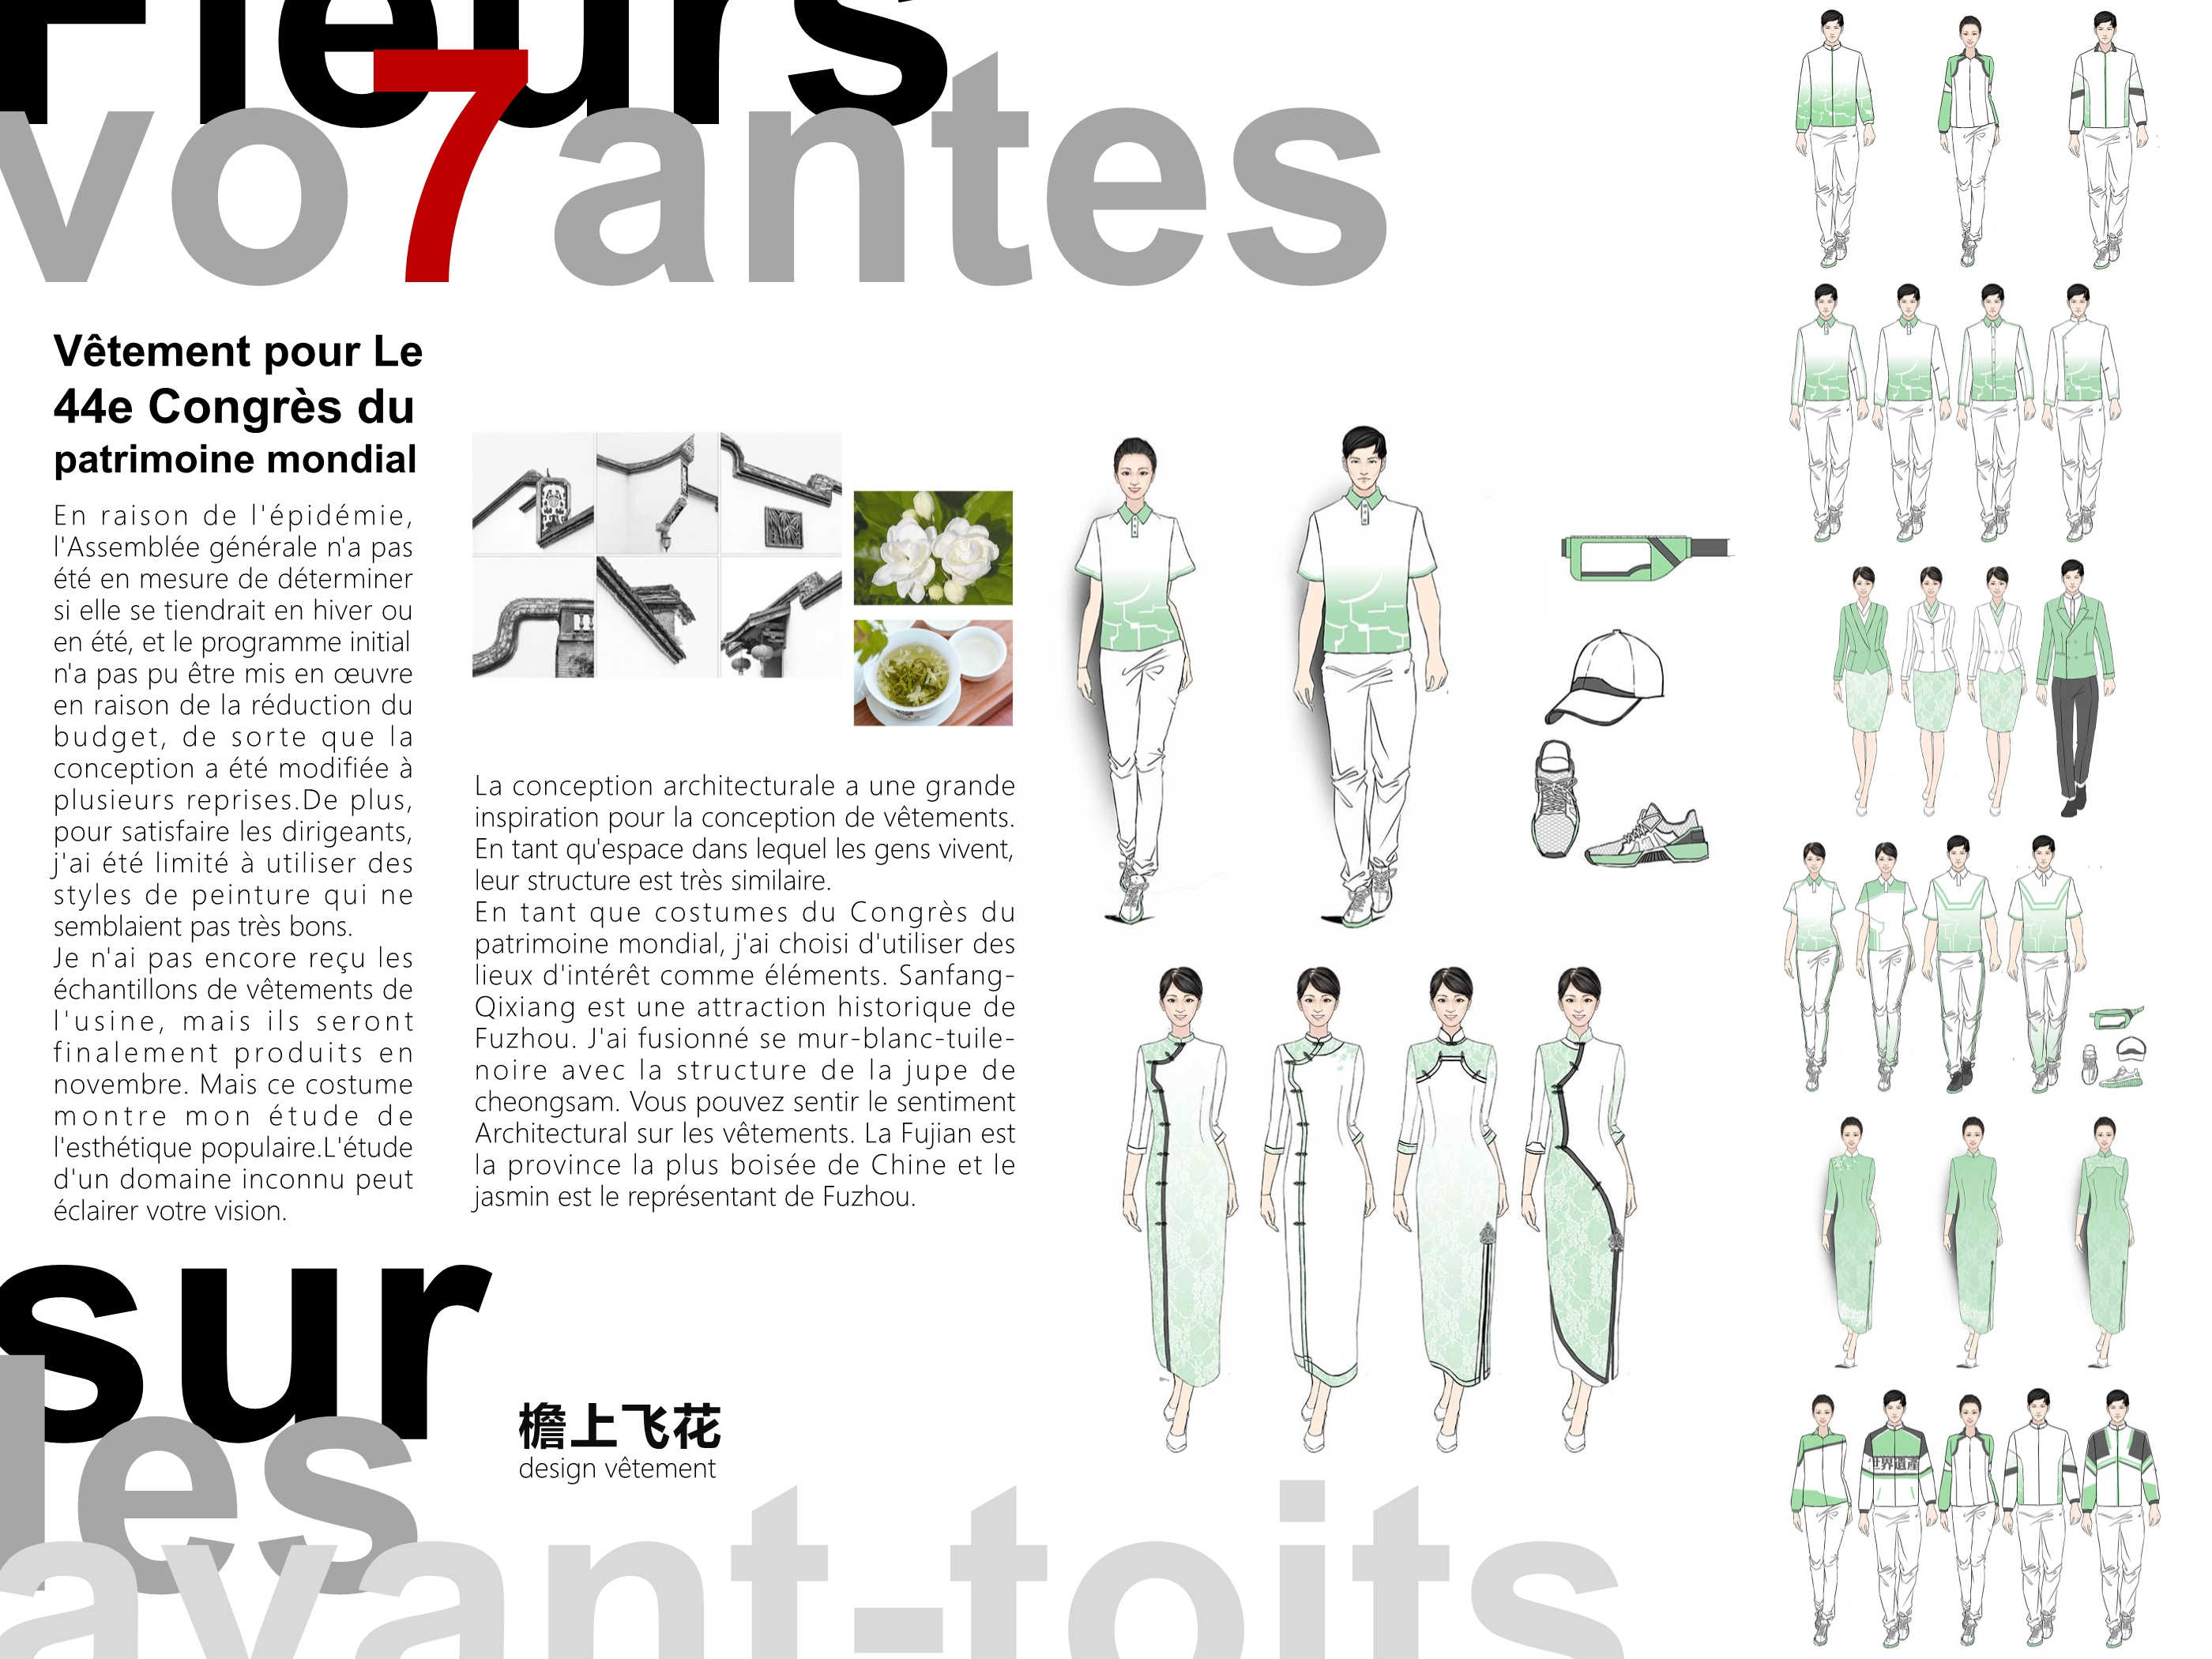 Fleurs
vo7antes
Vêtement pour Le
44e Congrès du
patrimoine mondial
En raison de l'épidémie,
l'Assemblée générale n'a pas
été en mesure de déterminer
si elle se tiendrait en hiver ou
en été, et le programme initial
n'a pas pu être mis en œuvre
en raison de la réduction du
budget, de sorte que la
conception a été modifiée à
plusieurs reprises.De plus,
pour satisfaire les dirigeants,
j'ai été limité à utiliser des
styles de peinture qui ne
semblaient pas très bons.
Je n'ai pas encore reçu les
échantillons de vêtements de
l'usine, mais ils seront
finalement produits en
novembre. Mais ce costume
montre mon étude de
l'esthétique populaire.L'étude
d'un domaine inconnu peut
éclairer votre vision.
La conception architecturale a une grande
inspiration pour la conception de vêtements.
En tant qu'espace dans lequel les gens vivent,
leur structure est très similaire.
En tant que costumes du Congrès du
patrimoine mondial, j'ai choisi d'utiliser des
lieux d'intérêt comme éléments. Sanfang-
Qixiang est une attraction historique de
Fuzhou. J'ai fusionné se mur-blanc-tuile-
noire avec la structure de la jupe de
cheongsam. Vous pouvez sentir le sentiment
Architectural sur les vêtements. La Fujian est
la province la plus boisée de Chine et le
jasmin est le représentant de Fuzhou.
sur
les
avant-toits
檐上飞花
design vêtement
世界遺産